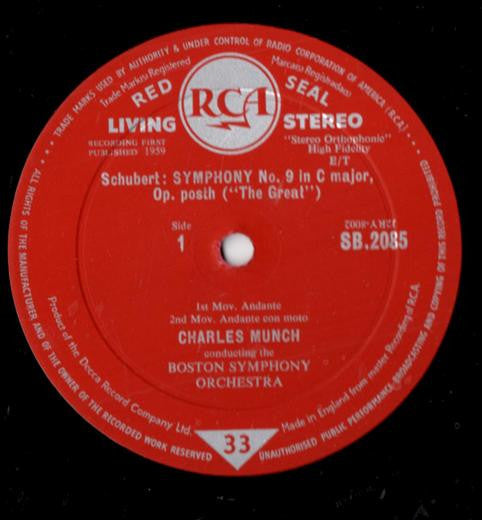 TRADE MARKS USED BY AUTHORITY & UNDER CONTROL OF RADIO CORPORATION OF AMERICA (R.C.A.)
Trade Marks Registered
Marcas Registradas
RED
RCA
SEAL
LIVING
STEREO
RECORDING FIRST
PUBLISHED 1959
"Stereo Orthophonic"
High Fidelity
E/T
Schubert: SYMPHONY No. 9 in C major,
Op. posth ("The Great")
Side
1
J2RY-5002
SB.2085
1st Mov. Andante
2nd Mov. Andante con moto
CHARLES MUNCH
conducting the
BOSTON SYMPHONY
ORCHESTRA
Product of the Decca Record Company Ltd.
Made in England from master Recording of RCA
33
ALL RIGHTS OF THE MANUFACTURER AND OF THE OWNER OF THE RECORDED WORK RESERVED
UNAUTHORISED PUBLIC PERFORMANCE, BROADCASTING AND COPYING OF THIS RECORD PROHIBITED